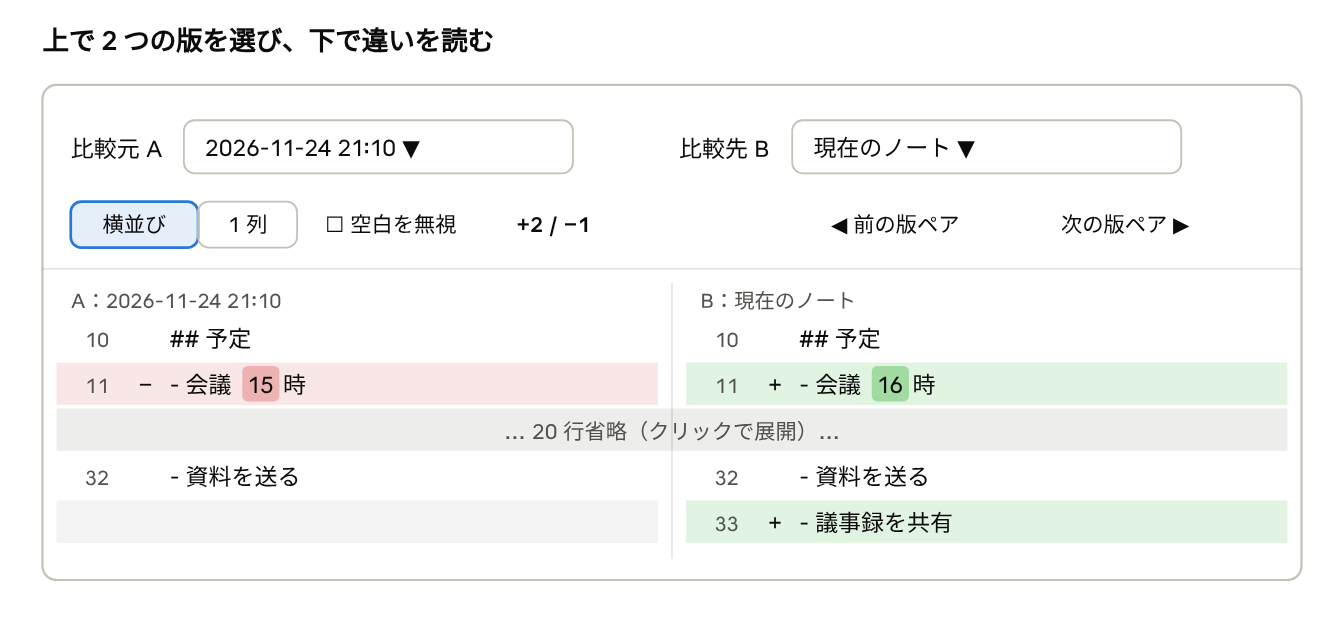 上で 2 つの版を選び、下で違いを読む
比較元 A 2026-11-24 21:10 ▼ 比較先 B 現在のノート ▼
横並び 1 列 ☐ 空白を無視 +2 / −1 ◀ 前の版ペア 次の版ペア ▶
A：2026-11-24 21:10 B：現在のノート
10 ## 予定 10 ## 予定
11 − - 会議 15 時 11 + - 会議 16 時
… 20 行省略（クリックで展開）…
32 - 資料を送る 32 - 資料を送る
33 + - 議事録を共有